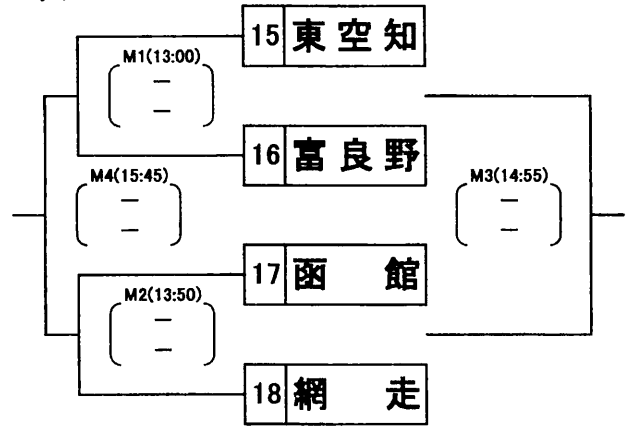 15 東空知
M1(13:00)
— —
16 富良野
M4(15:45)
— —
M3(14:55)
— —
17 函 館
M2(13:50)
— —
18 網 走